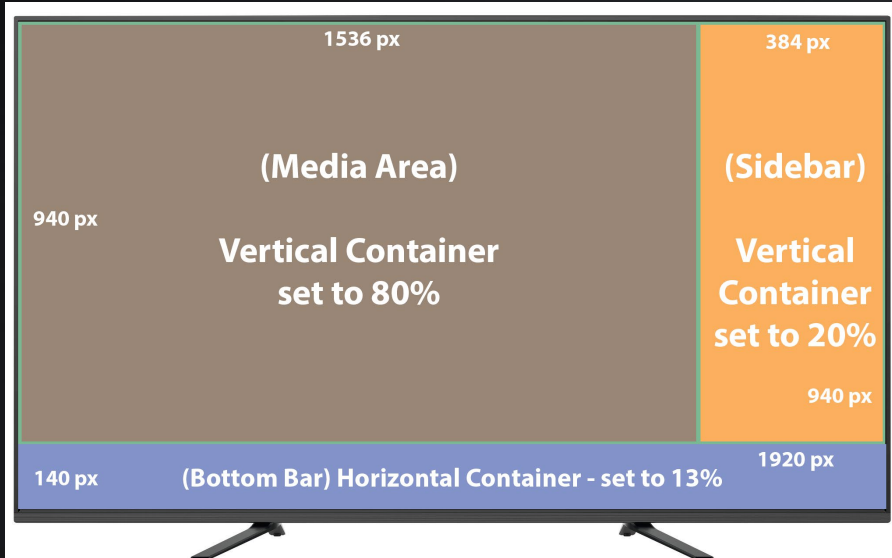 1536 px
384 px
(Media Area)
(Sidebar)
940 px
Vertical Container
set to 80%
Vertical
Container
set to 20%
940 px
1920 px
140 px
(Bottom Bar) Horizontal Container - set to 13%